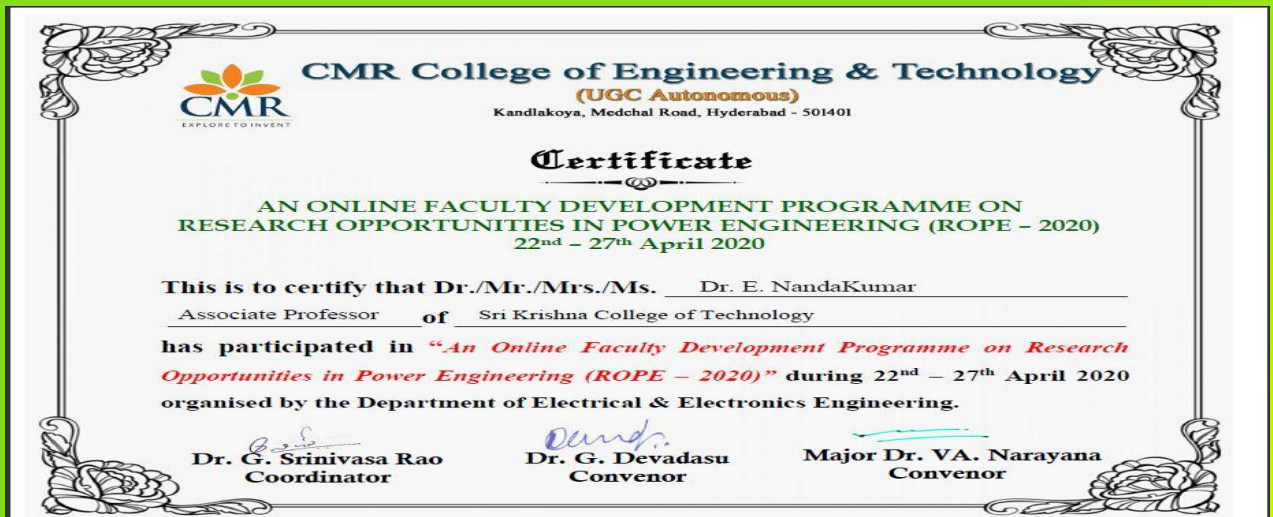 CMR College of Engineering & Technology
(UGC Autonomous)
Kandlakoya, Medchal Road, Hyderabad - 501401
CMR
EXPLORE TO INVENT
Certificate
AN ONLINE FACULTY DEVELOPMENT PROGRAMME ON
RESEARCH OPPORTUNITIES IN POWER ENGINEERING (ROPE – 2020)
22nd – 27th April 2020
This is to certify that Dr./Mr./Mrs./Ms. Dr. E. NandaKumar
Associate Professor of Sri Krishna College of Technology
has participated in “An Online Faculty Development Programme on Research
Opportunities in Power Engineering (ROPE – 2020)” during 22nd – 27th April 2020
organised by the Department of Electrical & Electronics Engineering.
Dr. G. Srinivasa Rao Dr. G. Devadasu Major Dr. VA. Narayana
Coordinator Convenor Convenor